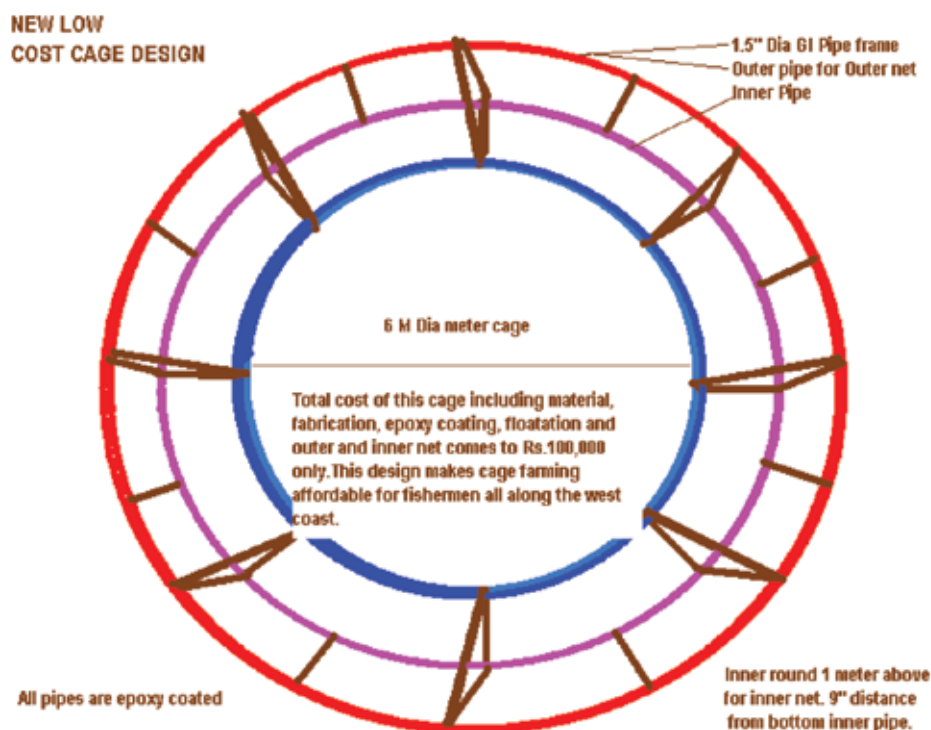 NEW LOW
COST CAGE DESIGN
1.5" Dia GI Pipe frame
Outer pipe for Outer net
Inner Pipe
6 M Dia meter cage
Total cost of this cage including material,
fabrication, epoxy coating, floatation and
outer and inner net comes to Rs.100,000
only.This design makes cage farming
affordable for fishermen all along the west
coast.
All pipes are epoxy coated
Inner round 1 meter above
for inner net. 9" distance
from bottom inner pipe.